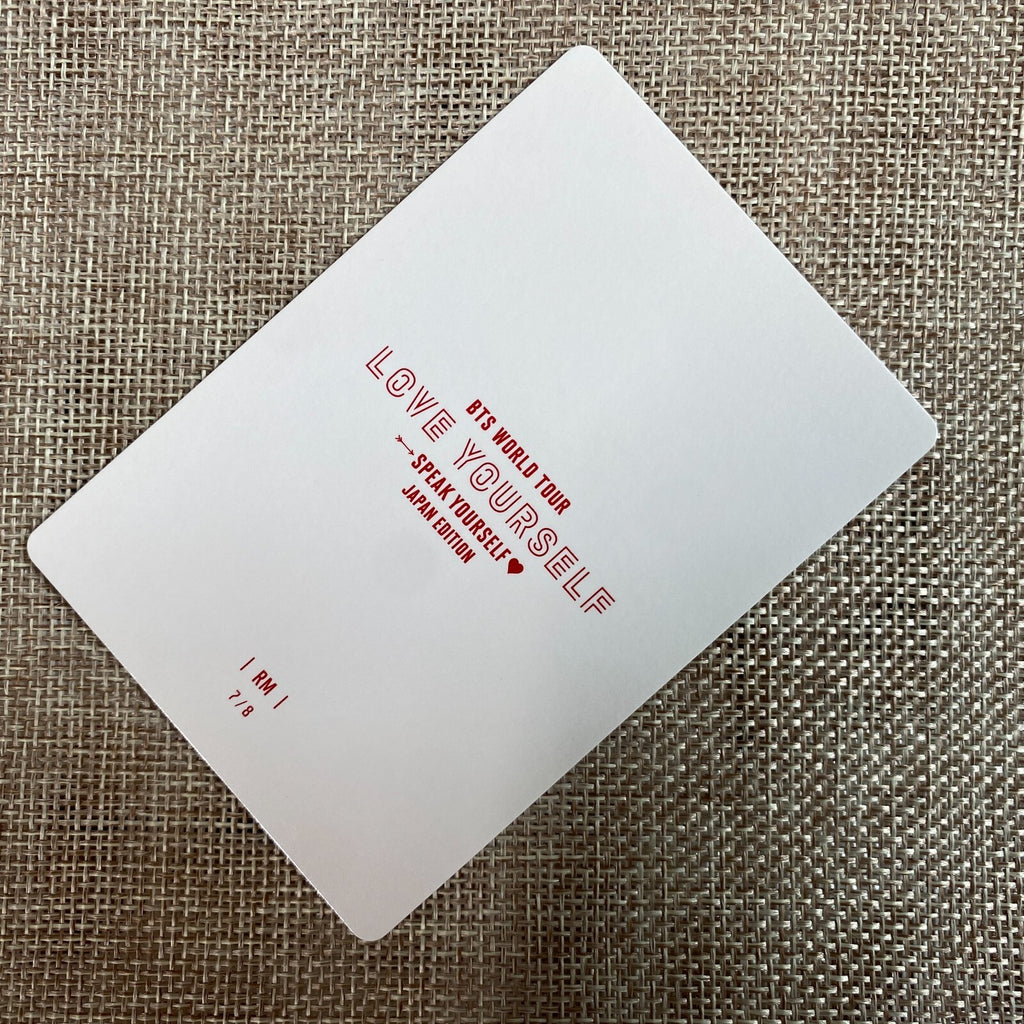 BTS WORLD TOUR
LOVE YOURSELF
SPEAK YOURSELF
JAPAN EDITION
| RM |
7/8